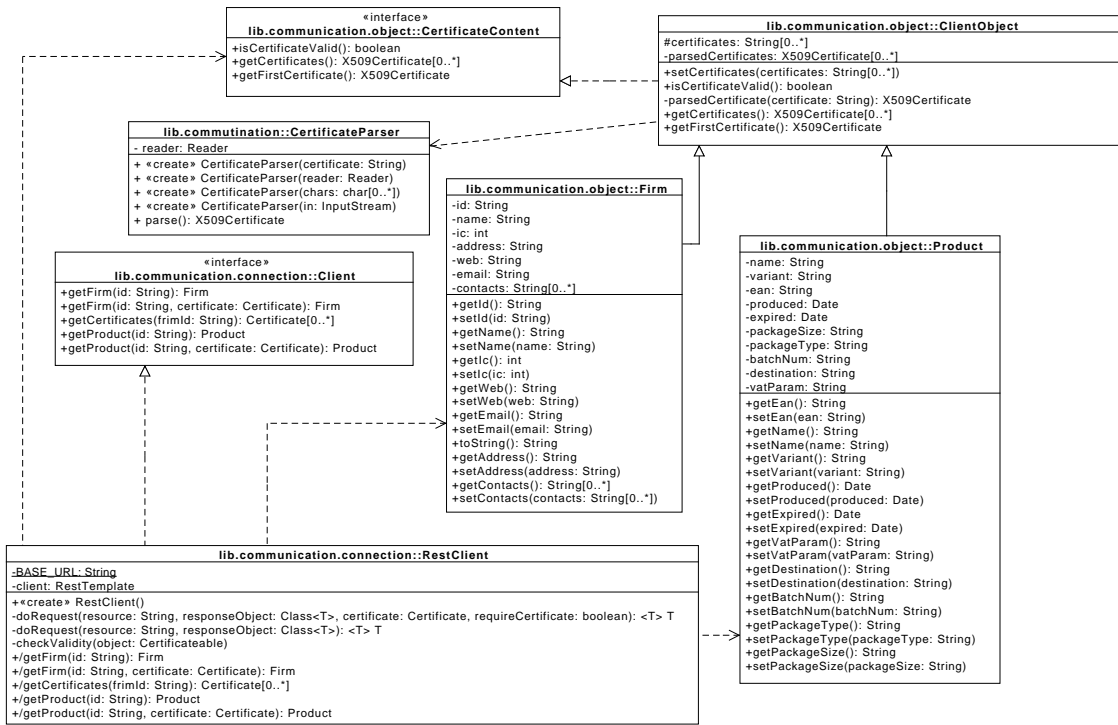 «interface»
lib.communication.object::CertificateContent
+isCertificateValid(): boolean
+getCertificates(): X509Certificate[0..*]
+getFirstCertificate(): X509Certificate
lib.communication.object::ClientObject
#certificates: String[0..*]
-parsedCertificates: X509Certificate[0..*]
+setCertificates(certificates: String[0..*])
+isCertificateValid(): boolean
-parsedCertificate(certificate: String): X509Certificate
+getCertificates(): X509Certificate[0..*]
+getFirstCertificate(): X509Certificate
lib.commutination::CertificateParser
- reader: Reader
+ «create» CertificateParser(certificate: String)
+ «create» CertificateParser(reader: Reader)
+ «create» CertificateParser(chars: char[0..*])
+ «create» CertificateParser(in: InputStream)
+ parse(): X509Certificate
lib.communication.object::Firm
-id: String
-name: String
-ic: int
-address: String
-web: String
-email: String
-contacts: String[0..*]
+getId(): String
+setId(id: String)
+getName(): String
+setName(name: String)
+getIc(): int
+setIc(ic: int)
+getWeb(): String
+setWeb(web: String)
+getEmail(): String
+setEmail(email: String)
+toString(): String
+getAddress(): String
+setAddress(address: String)
+getContacts(): String[0..*]
+setContacts(contacts: String[0..*])
lib.communication.object::Product
-name: String
-variant: String
-ean: String
-produced: Date
-expired: Date
-packageSize: String
-packageType: String
-batchNum: String
-destination: String
-vatParam: String
+getEan(): String
+setEan(ean: String)
+getName(): String
+setName(name: String)
+getVariant(): String
+setVariant(variant: String)
+getProduced(): Date
+setProduced(produced: Date)
+getExpired(): Date
+setExpired(expired: Date)
+getVatParam(): String
+setVatParam(vatParam: String)
+getDestination(): String
+setDestination(destination: String)
+getBatchNum(): String
+setBatchNum(batchNum: String)
+getPackageType(): String
+setPackageType(packageType: String)
+getPackageSize(): String
+setPackageSize(packageSize: String)
«interface»
lib.communication.connection::Client
+getFirm(id: String): Firm
+getFirm(id: String, certificate: Certificate): Firm
+getCertificates(frimId: String): Certificate[0..*]
+getProduct(id: String): Product
+getProduct(id: String, certificate: Certificate): Product
lib.communication.connection::RestClient
-BASE_URL: String
-client: RestTemplate
+«create» RestClient()
-doRequest(resource: String, responseObject: Class<T>, certificate: Certificate, requireCertificate: boolean): <T> T
-doRequest(resource: String, responseObject: Class<T>): <T> T
-checkValidity(object: Certificateable)
+/getFirm(id: String): Firm
+/getFirm(id: String, certificate: Certificate): Firm
+/getCertificates(frimId: String): Certificate[0..*]
+/getProduct(id: String): Product
+/getProduct(id: String, certificate: Certificate): Product